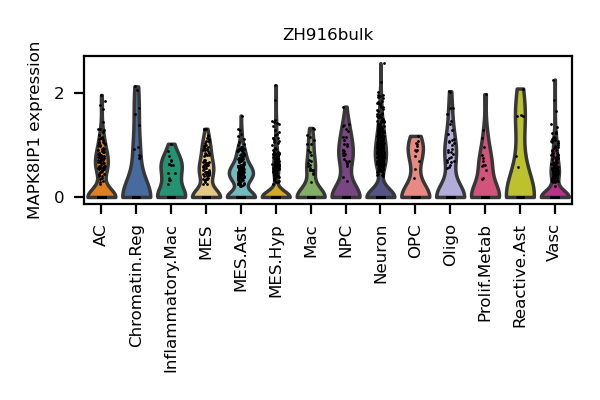 ZH916bulk
MAPK8IP1 expression
2
0
AC
Chromatin.Reg
Inflammatory.Mac
MES
MES.Ast
MES.Hyp
Mac
NPC
Neuron
OPC
Oligo
Prolif.Metab
Reactive.Ast
Vasc